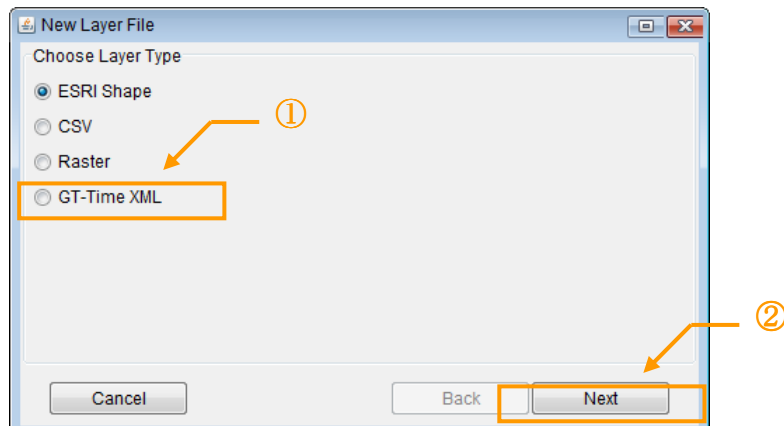 New Layer File
Choose Layer Type
ESRI Shape
①
CSV
Raster
GT-Time XML
②
Cancel Back Next